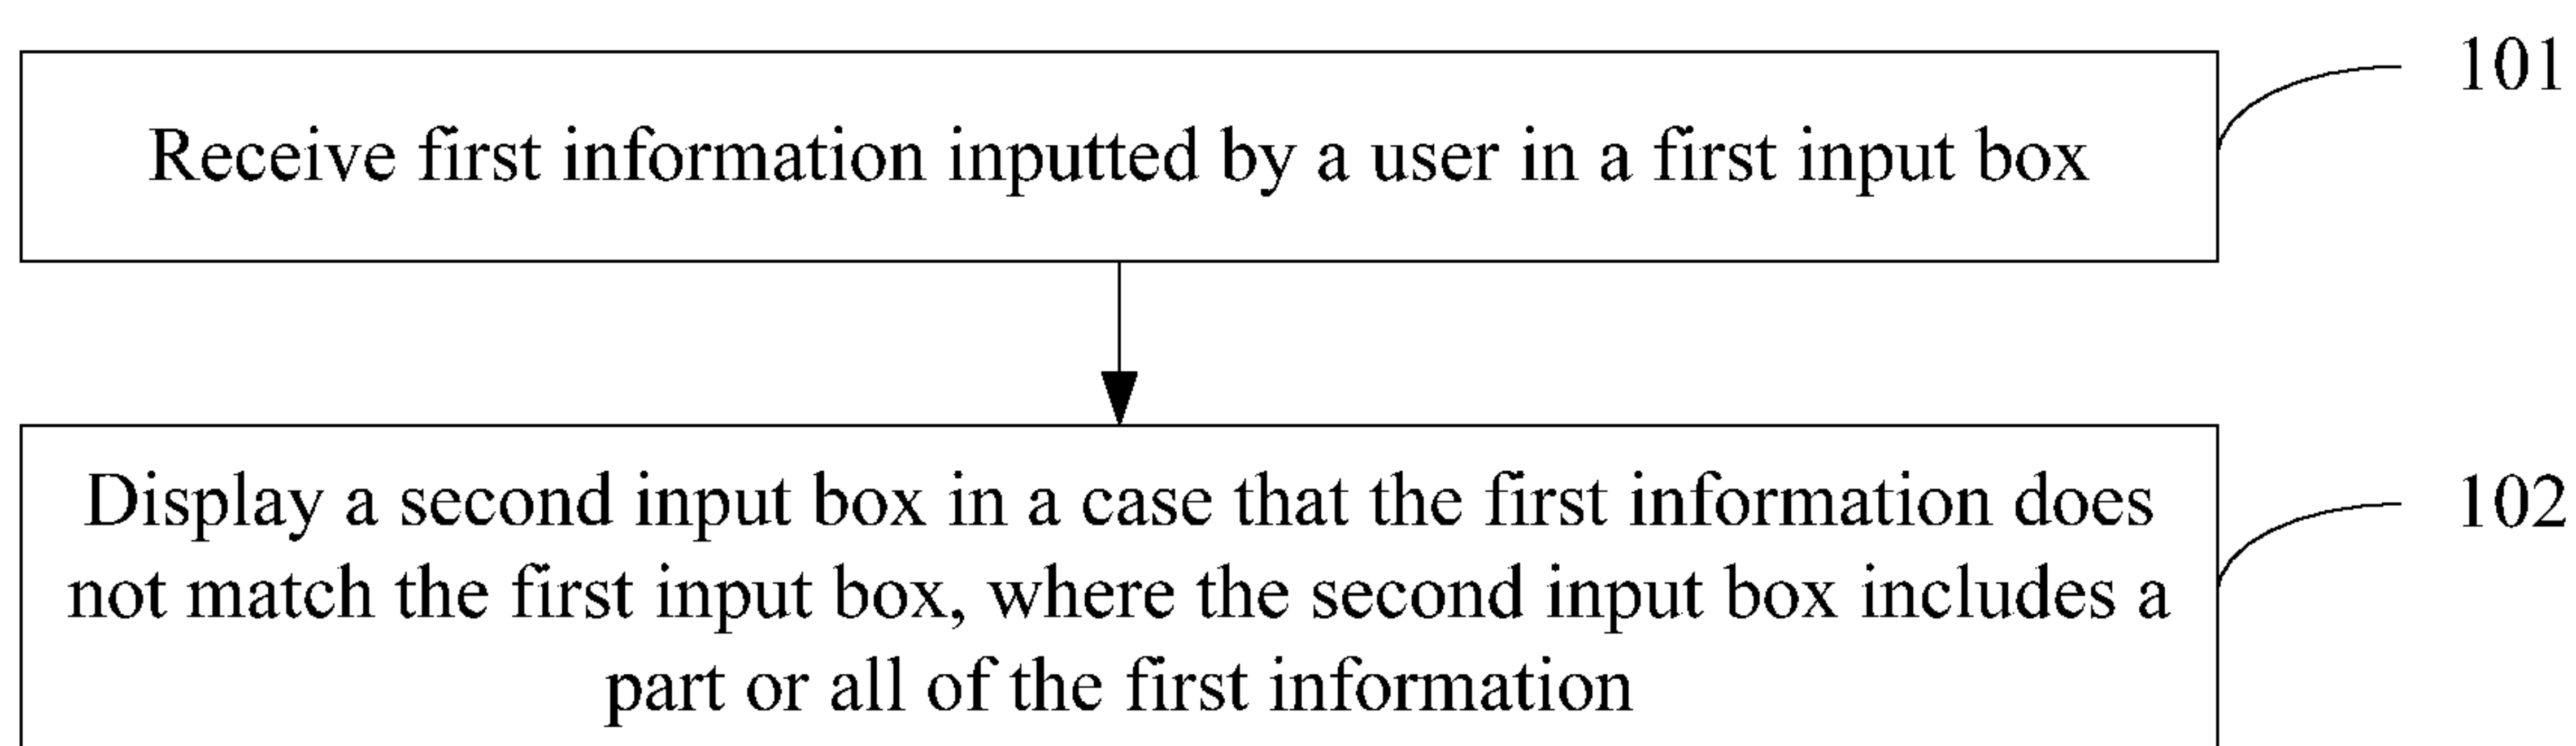 101
Receive first information inputted by a user in a first input box
Display a second input box in a case that the first information does
102
not match the first input box, where the second input box includes a
part or all of the first information